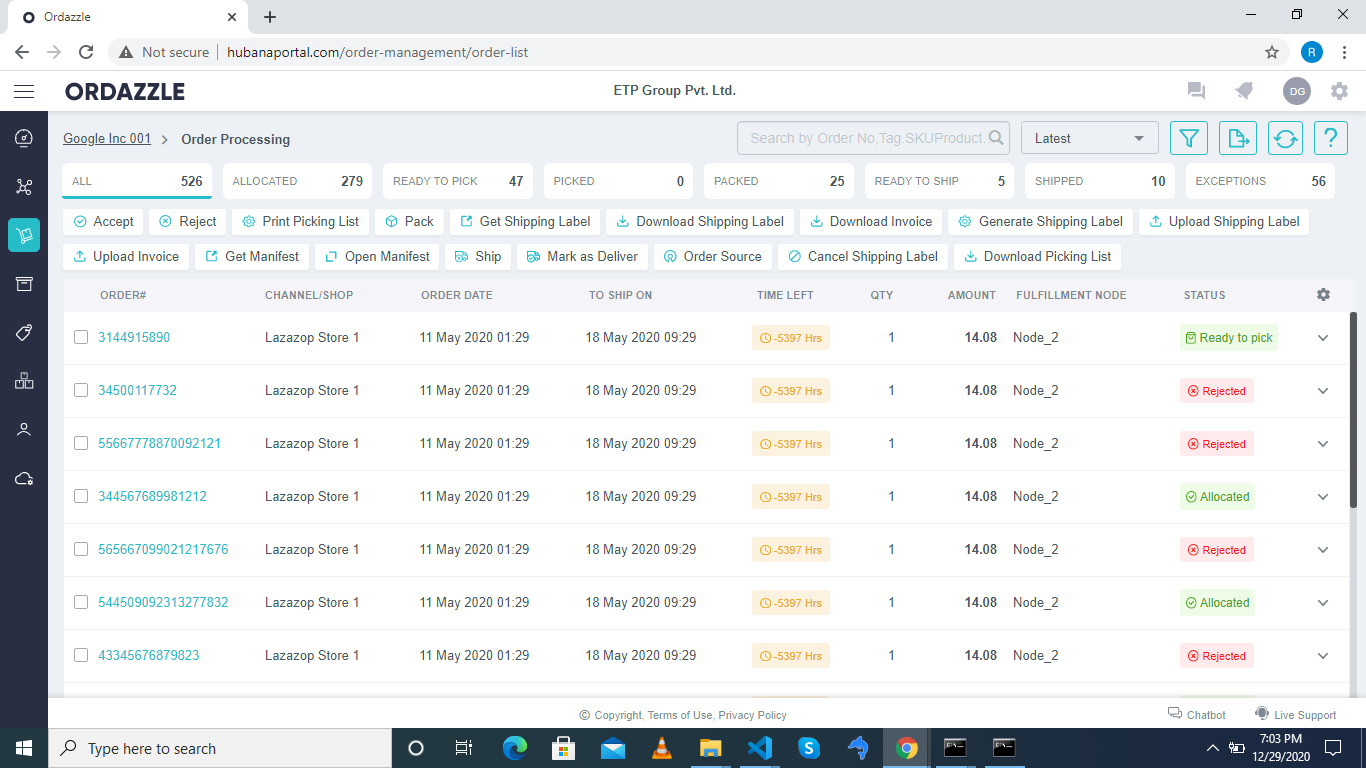 Ordazzle
Not secure hubanaportal.com/order-management/order-list R
ORDAZZLE ETP Group Pvt. Ltd. DG
Google Inc 001 > Order Processing Search by Order No,Tag.SKUProduct. Latest ?
ALL 526 ALLOCATED 279 READY TO PICK 47 PICKED 0 PACKED 25 READY TO SHIP 5 SHIPPED 10 EXCEPTIONS 56
Accept Reject Print Picking List Pack Get Shipping Label Download Shipping Label Download Invoice Generate Shipping Label Upload Shipping Label
Upload Invoice Get Manifest Open Manifest Ship Mark as Deliver Order Source Cancel Shipping Label Download Picking List
ORDER# CHANNEL/SHOP ORDER DATE TO SHIP ON TIME LEFT QTY AMOUNT FULFILLMENT NODE STATUS
3144915890 Lazazop Store 1 11 May 2020 01:29 18 May 2020 09:29 -5397 Hrs 1 14.08 Node_2 Ready to pick
34500117732 Lazazop Store 1 11 May 2020 01:29 18 May 2020 09:29 -5397 Hrs 1 14.08 Node_2 Rejected
55667778870092121 Lazazop Store 1 11 May 2020 01:29 18 May 2020 09:29 -5397 Hrs 1 14.08 Node_2 Rejected
344567689981212 Lazazop Store 1 11 May 2020 01:29 18 May 2020 09:29 -5397 Hrs 1 14.08 Node_2 Allocated
565667099021217676 Lazazop Store 1 11 May 2020 01:29 18 May 2020 09:29 -5397 Hrs 1 14.08 Node_2 Rejected
544509092313277832 Lazazop Store 1 11 May 2020 01:29 18 May 2020 09:29 -5397 Hrs 1 14.08 Node_2 Allocated
43345676879823 Lazazop Store 1 11 May 2020 01:29 18 May 2020 09:29 -5397 Hrs 1 14.08 Node_2 Rejected
© Copyright, Terms of Use, Privacy Policy Chatbot Live Support
Type here to search 7:03 PM
12/29/2020